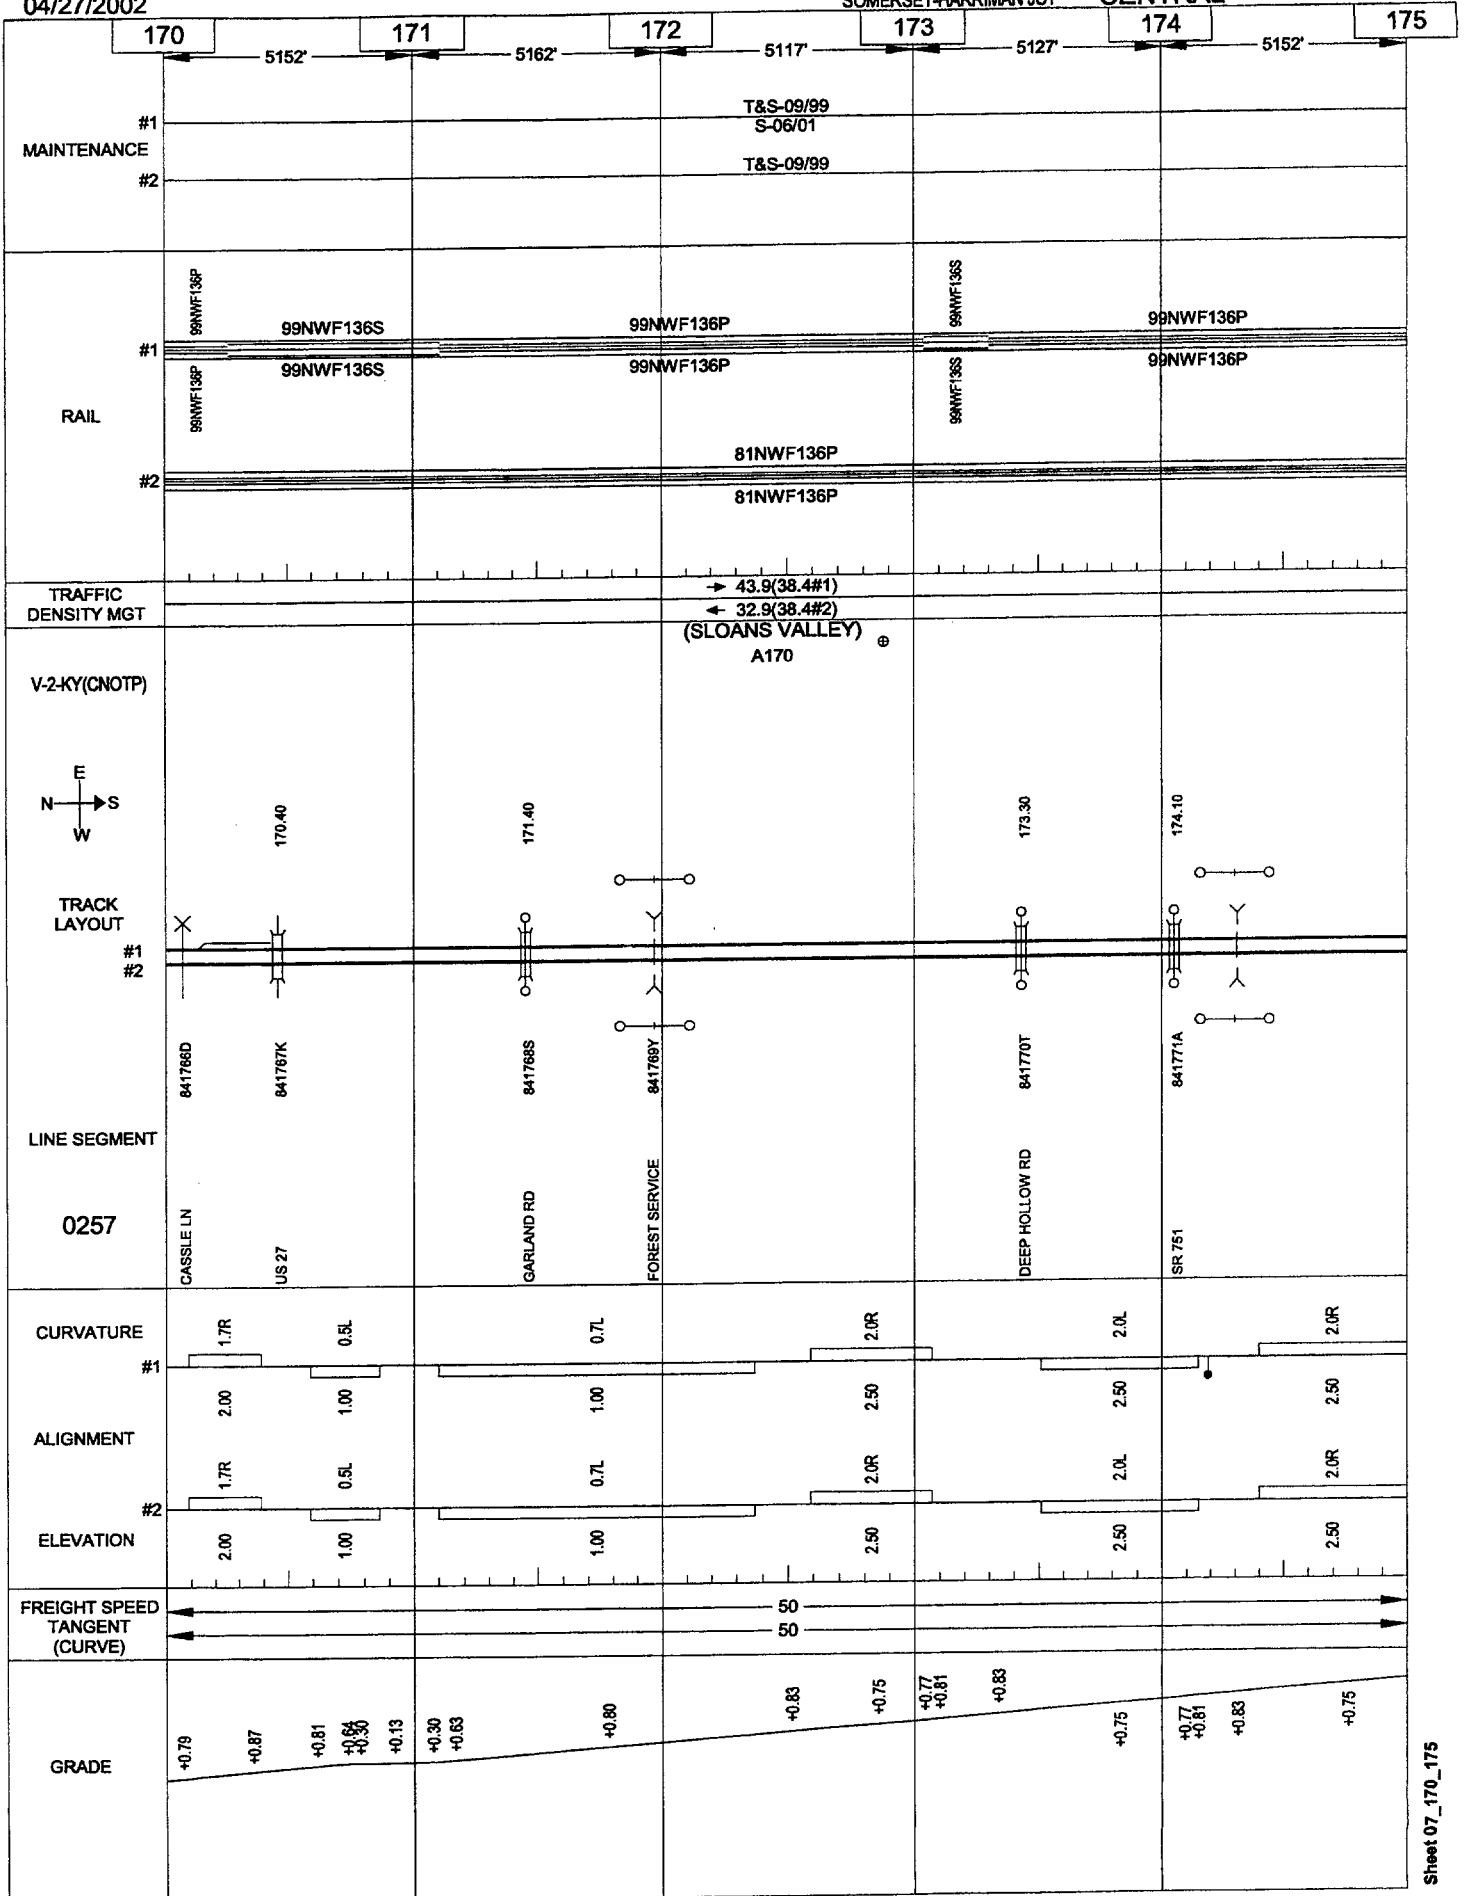 04/27/2002
SOMERSET-HARRIMAN JCT
CENTRAL
170 171 172 173 174 175
5152' 5162' 5117' 5127' 5152'
MAINTENANCE
#1
T&S-09/99
S-06/01
#2
T&S-09/99
RAIL
99NWF136P
99NWF136S
99NWF136P
99NWF136S
99NWF136P
#1
99NWF136P
99NWF136S
99NWF136P
99NWF136S
99NWF136P
81NWF136P
#2
81NWF136P
TRAFFIC
DENSITY MGT
43.9(38.4#1)
32.9(38.4#2)
(SLOANS VALLEY)
A170
V-2-KY(CNOTP)
E
N S
W
170.40
171.40
173.30
174.10
TRACK
LAYOUT
#1
#2
841766D
841767K
841768S
841769Y
841770T
841771A
LINE SEGMENT
0257
CASSLE LN
US 27
GARLAND RD
FOREST SERVICE
DEEP HOLLOW RD
SR 751
CURVATURE
1.7R 0.5L 0.7L 2.0R 2.0L 2.0R
#1
2.00 1.00 1.00 2.50 2.50 2.50
ALIGNMENT
1.7R 0.5L 0.7L 2.0R 2.0L 2.0R
#2
ELEVATION
2.00 1.00 1.00 2.50 2.50 2.50
FREIGHT SPEED
TANGENT
(CURVE)
50
50
GRADE
+0.79
+0.87
+0.81
+0.64
+0.30
+0.13
+0.30
+0.63
+0.80
+0.83
+0.75
+0.77
+0.81
+0.83
+0.75
+0.77
+0.81
+0.83
+0.75
Sheet 07_170_175